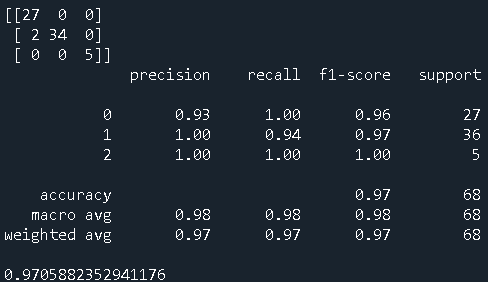 [[27  0  0]
 [ 2 34  0]
 [ 0  0  5]]
              precision    recall  f1-score   support

           0       0.93      1.00      0.96        27
           1       1.00      0.94      0.97        36
           2       1.00      1.00      1.00         5

    accuracy                           0.97        68
   macro avg       0.98      0.98      0.98        68
weighted avg       0.97      0.97      0.97        68

0.9705882352941176